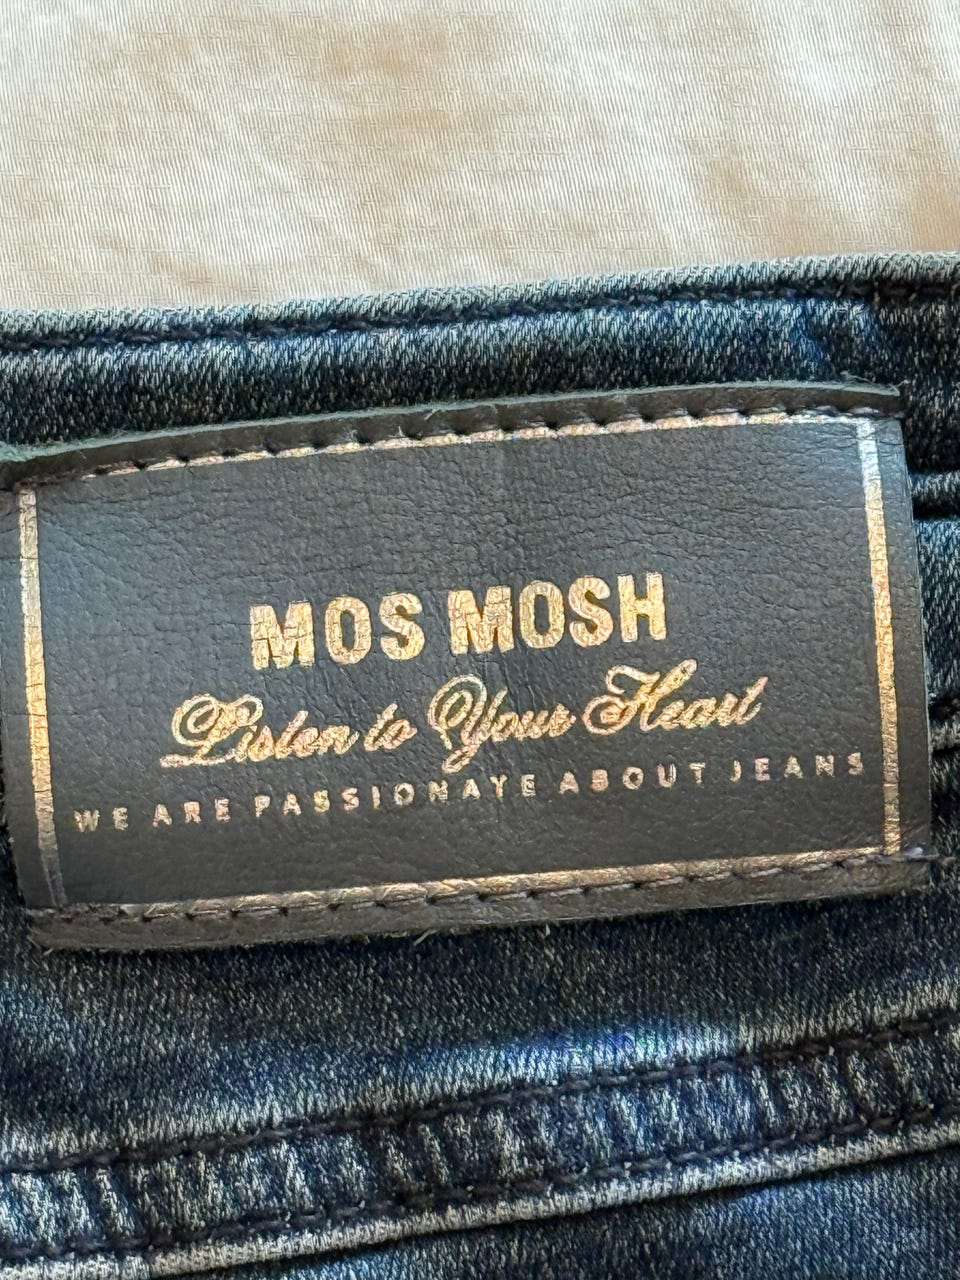 MOS MOSH
Listen to Your Heart
WE ARE PASSIONAYE ABOUT JEANS